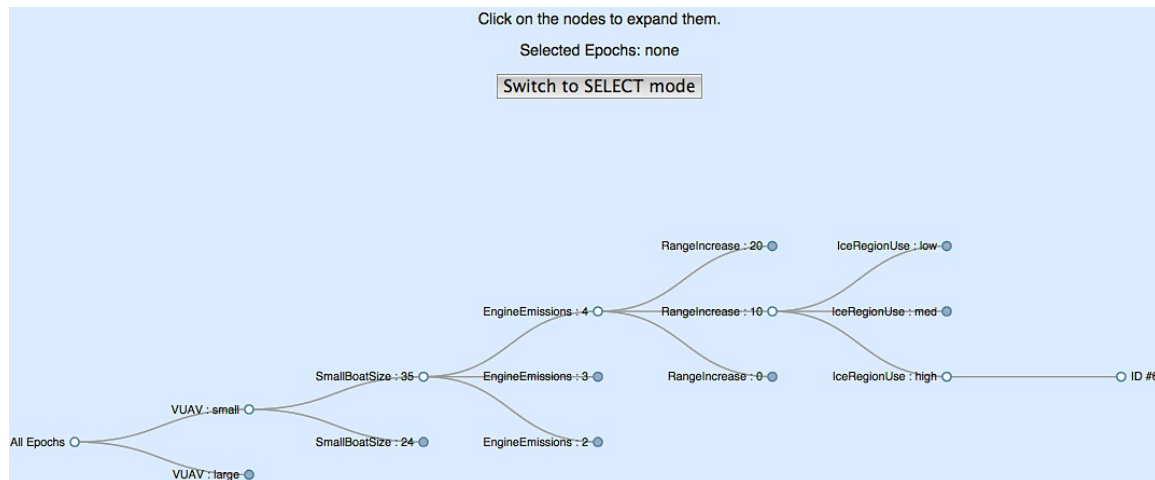 Click on the nodes to expand them.
Selected Epochs: none
Switch to SELECT mode
RangeIncrease : 20
IceRegionUse : low
EngineEmissions : 4
RangeIncrease : 10
IceRegionUse : med
SmallBoatSize : 35
EngineEmissions : 3
RangeIncrease : 0
IceRegionUse : high
ID #6
VUAV : small
All Epochs
SmallBoatSize : 24
EngineEmissions : 2
VUAV : large